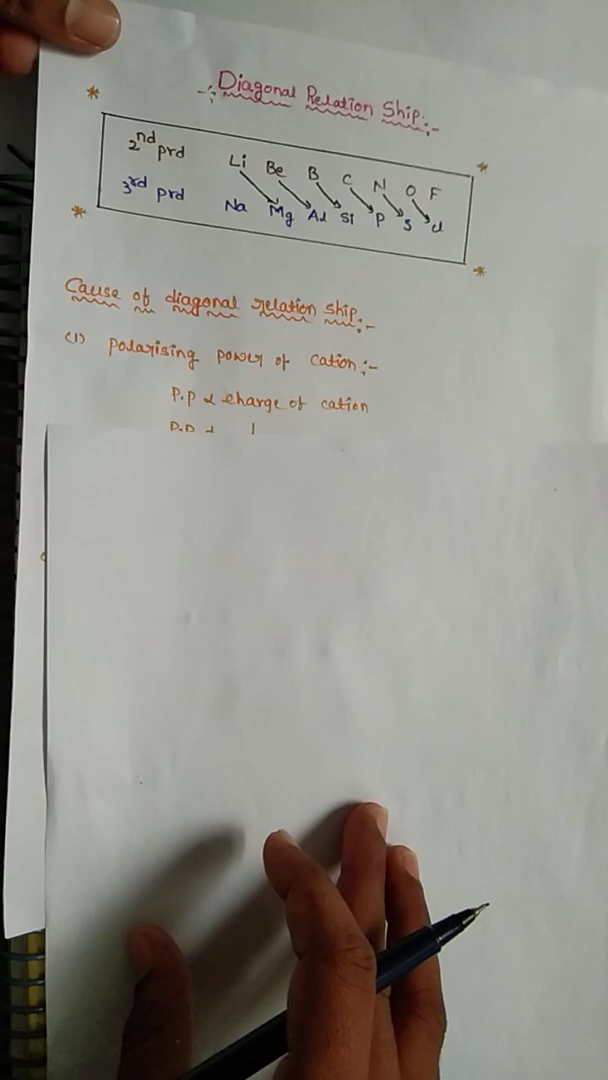 -: Diagonal Relation Ship:-
2nd prd Li Be B C N O F
3rd prd Na Mg Al Si P S Cl
Cause of diagonal relation ship:-
(1) polarising power of cation:-
P.P α charge of cation
P.P α 1